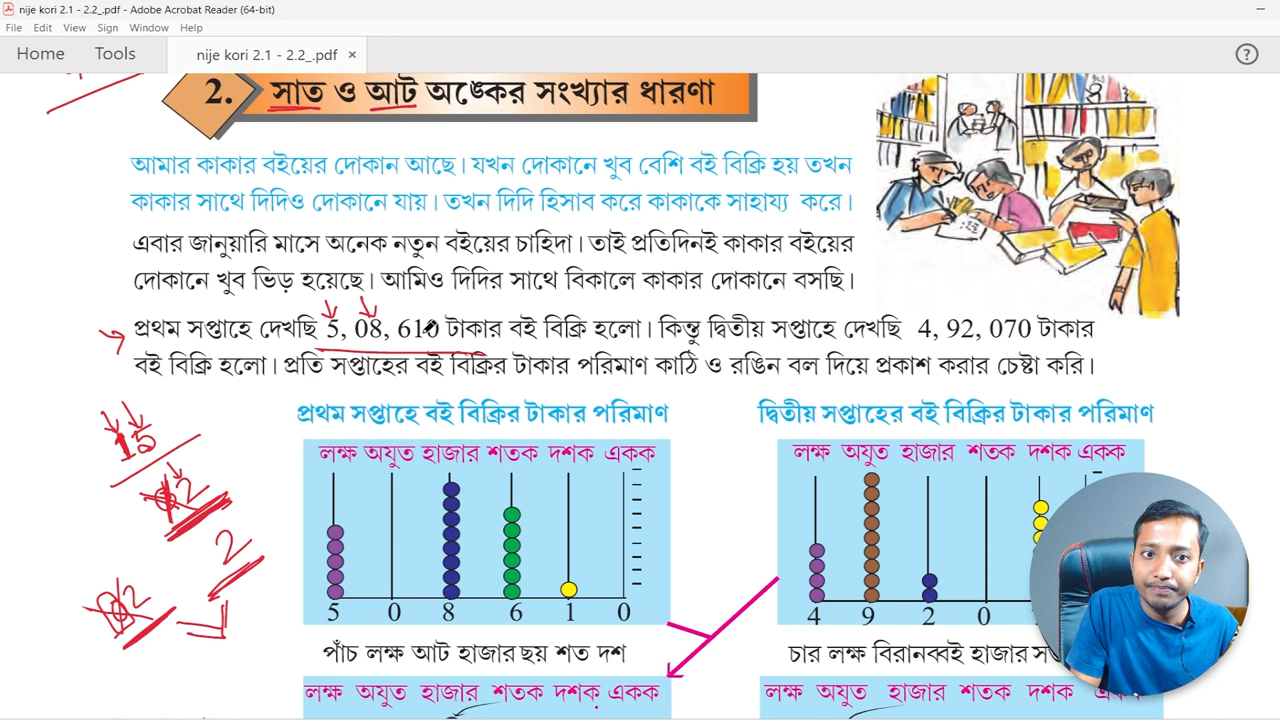 nije kori 2.1 - 2.2_.pdf - Adobe Acrobat Reader (64-bit)
File Edit View Sign Window Help
Home Tools nije kori 2.1 - 2.2_.pdf ×
2. সাত ও আট অঙ্কের সংখ্যার ধারণা
আমার কাকার বইয়ের দোকান আছে। যখন দোকানে খুব বেশি বই বিক্রি হয় তখন
কাকার সাথে দিদিও দোকানে যায়। তখন দিদি হিসাব করে কাকাকে সাহায্য করে।
এবার জানুয়ারি মাসে অনেক নতুন বইয়ের চাহিদা। তাই প্রতিদিনই কাকার বইয়ের
দোকানে খুব ভিড় হয়েছে। আমিও দিদির সাথে বিকালে কাকার দোকানে বসছি।
প্রথম সপ্তাহে দেখছি 5, 08, 610 টাকার বই বিক্রি হলো। কিন্তু দ্বিতীয় সপ্তাহে দেখছি 4, 92, 070 টাকার
বই বিক্রি হলো। প্রতি সপ্তাহের বই বিক্রির টাকার পরিমাণ কাঠি ও রঙিন বল দিয়ে প্রকাশ করার চেষ্টা করি।
প্রথম সপ্তাহে বই বিক্রির টাকার পরিমাণ
লক্ষ অযুত হাজার শতক দশক একক
5 0 8 6 1 0
পাঁচ লক্ষ আট হাজার ছয় শত দশ
লক্ষ অযুত হাজার শতক দশক একক
দ্বিতীয় সপ্তাহের বই বিক্রির টাকার পরিমাণ
লক্ষ অযুত হাজার শতক দশক একক
4 9 2 0
চার লক্ষ বিরানব্বই হাজার
লক্ষ অযুত হাজার শতক দশক
15
02
2
02